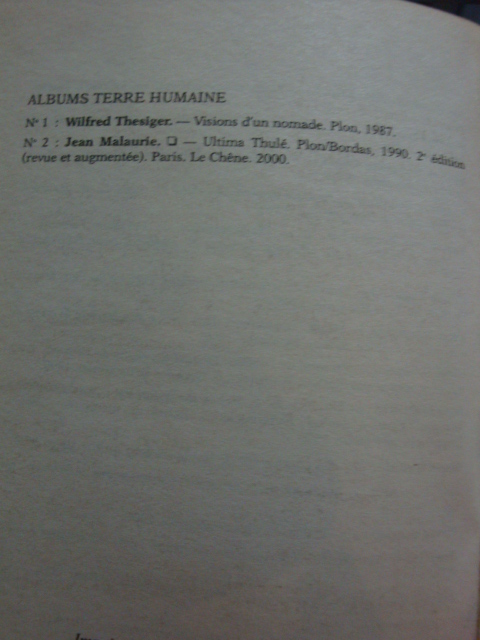 ALBUMS TERRE HUMAINE
N° 1 : Wilfred Thesiger. — Visions d'un nomade. Plon, 1987.
N° 2 : Jean Malaurie. ❏ — Ultima Thulé. Plon/Bordas, 1990. 2e édition
(revue et augmentée). Paris. Le Chêne. 2000.